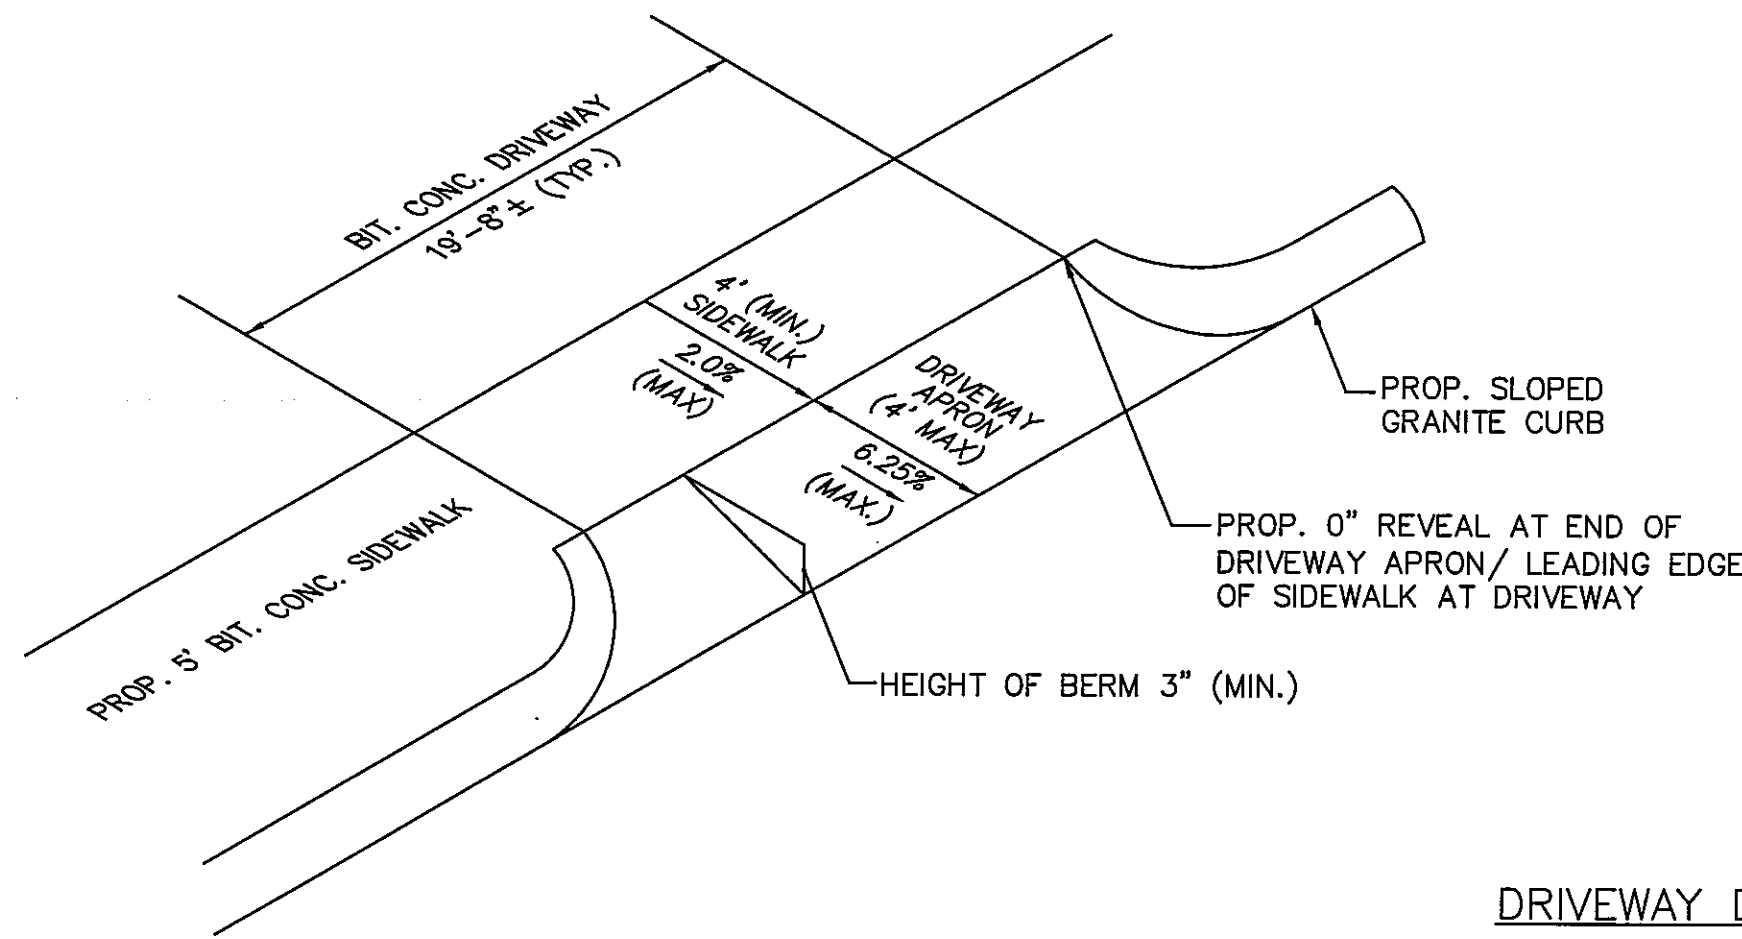 BIT. CONC. DRIVEWAY
19'-8"± (TYP.)
4' (MIN.)
SIDEWALK
2.0%
(MAX)
DRIVEWAY
APRON
(4' MAX)
6.25%
(MAX.)
PROP. SLOPED
GRANITE CURB
PROP. 0" REVEAL AT END OF
DRIVEWAY APRON/ LEADING EDGE
OF SIDEWALK AT DRIVEWAY
PROP. 5' BIT. CONC. SIDEWALK
HEIGHT OF BERM 3" (MIN.)
DRIVEWAY